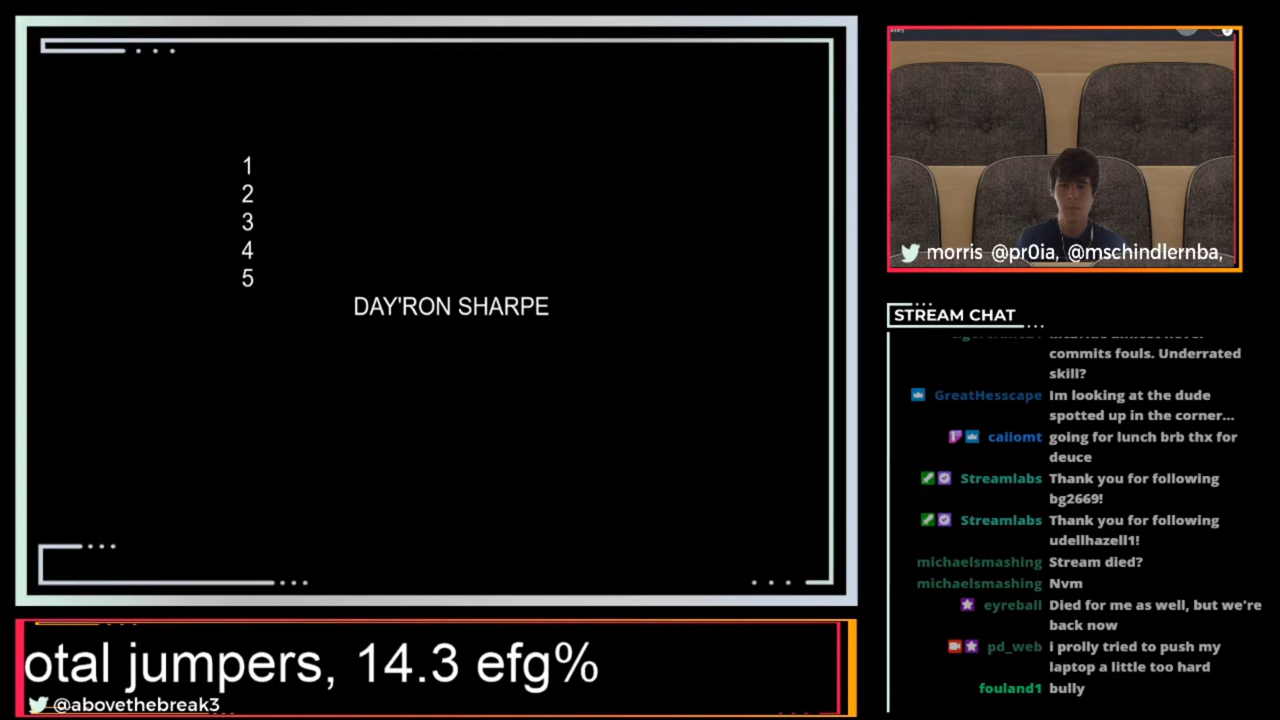 1
2
3
4
5
DAY'RON SHARPE
otal jumpers, 14.3 efg%
@abovethebreak3
morris @pr0ia, @mschindlernba,
STREAM CHAT
commits fouls. Underrated
skill?
GreatHesscape Im looking at the dude
spotted up in the corner...
cailomt going for lunch brb thx for
deuce
Streamlabs Thank you for following
bg2669!
Streamlabs Thank you for following
udellhazell1!
michaelsmashing Stream died?
michaelsmashing Nvm
eyreball Died for me as well, but we're
back now
pd_web i prolly tried to push my
laptop a little too hard
fouland1 bully